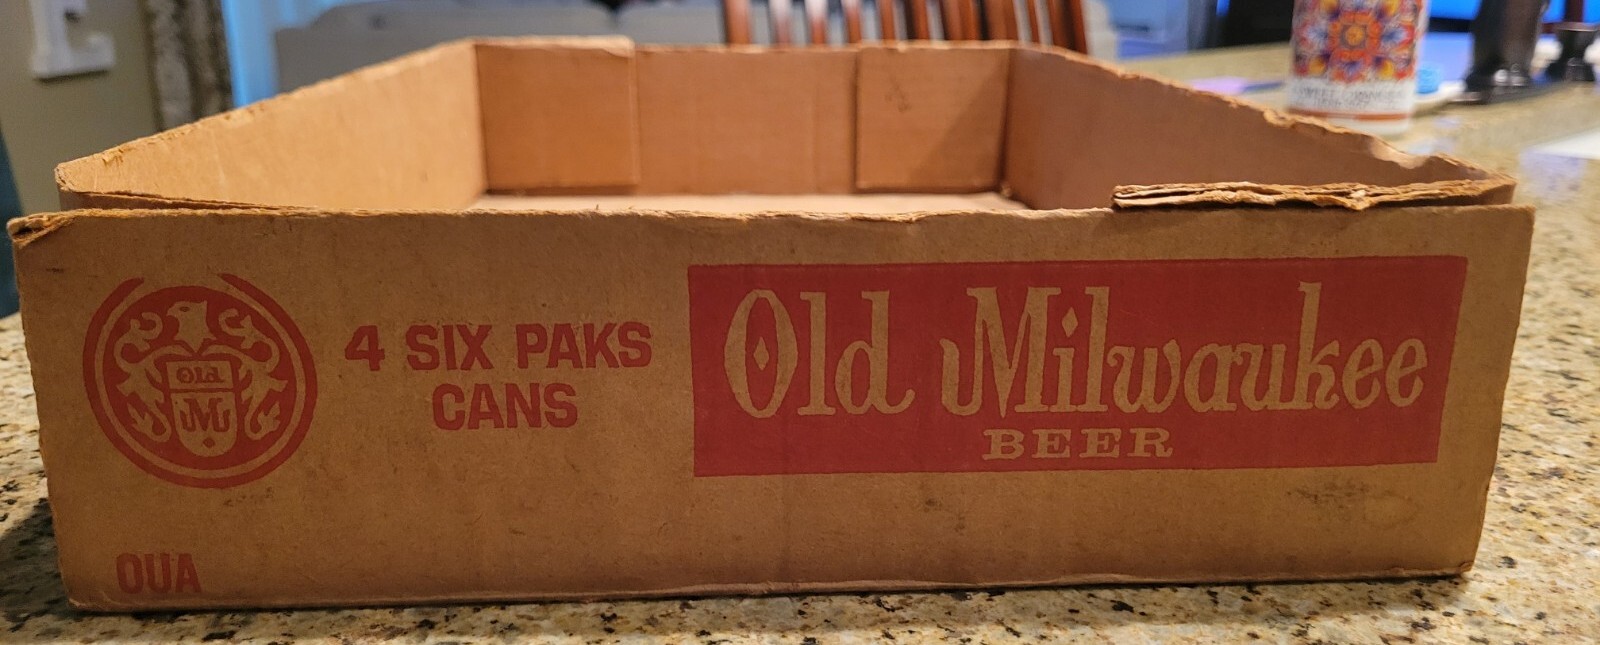 Old
M
4 SIX PAKS
CANS
Old Milwaukee
BEER
OUA